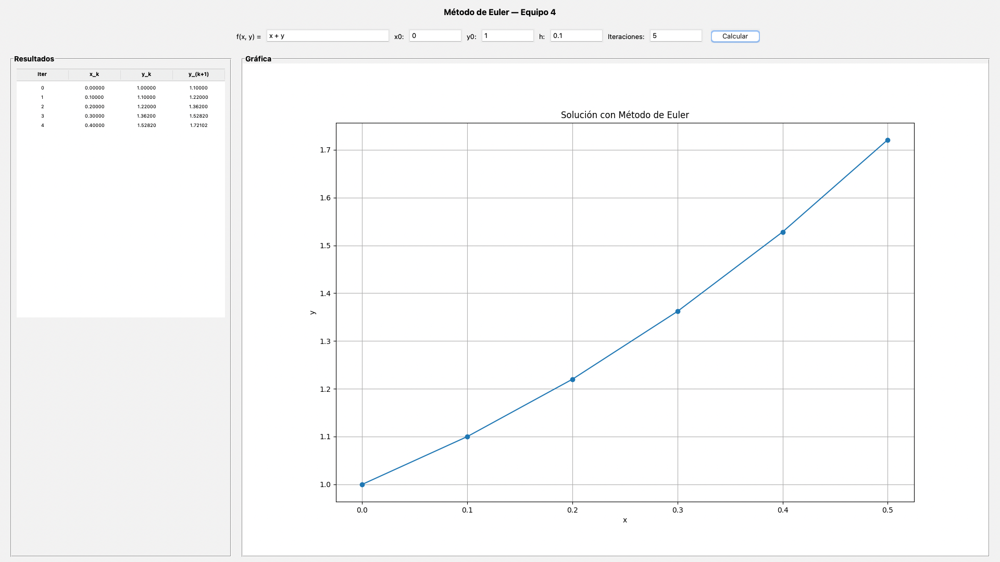 Método de Euler — Equipo 4
f(x, y) = x + y x0: 0 y0: 1 h: 0.1 Iteraciones: 5 Calcular
Resultados
Iter x_k y_k y_(k+1)
0 0.00000 1.00000 1.10000
1 0.10000 1.10000 1.22000
2 0.20000 1.22000 1.36200
3 0.30000 1.36200 1.52820
4 0.40000 1.52820 1.72102
Gráfica
Solución con Método de Euler
1.7
1.6
1.5
1.4
1.3
1.2
1.1
1.0
y
0.0 0.1 0.2 0.3 0.4 0.5
x